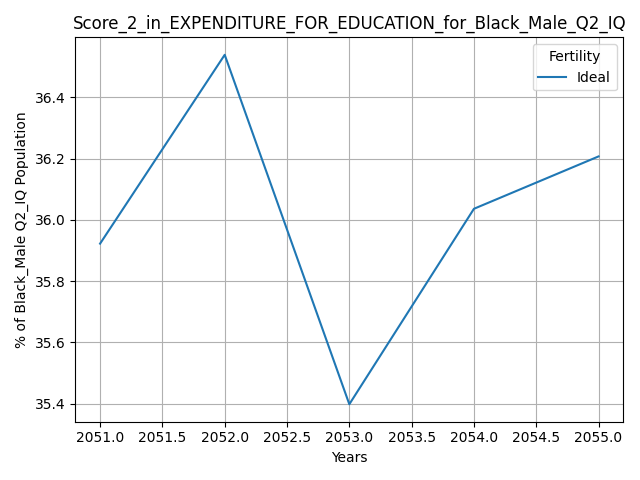 Score_2_in_EXPENDITURE_FOR_EDUCATION_for_Black_Male_Q2_IQ
Fertility
Ideal
% of Black_Male Q2_IQ Population
36.4
36.2
36.0
35.8
35.6
35.4
2051.0 2051.5 2052.0 2052.5 2053.0 2053.5 2054.0 2054.5 2055.0
Years